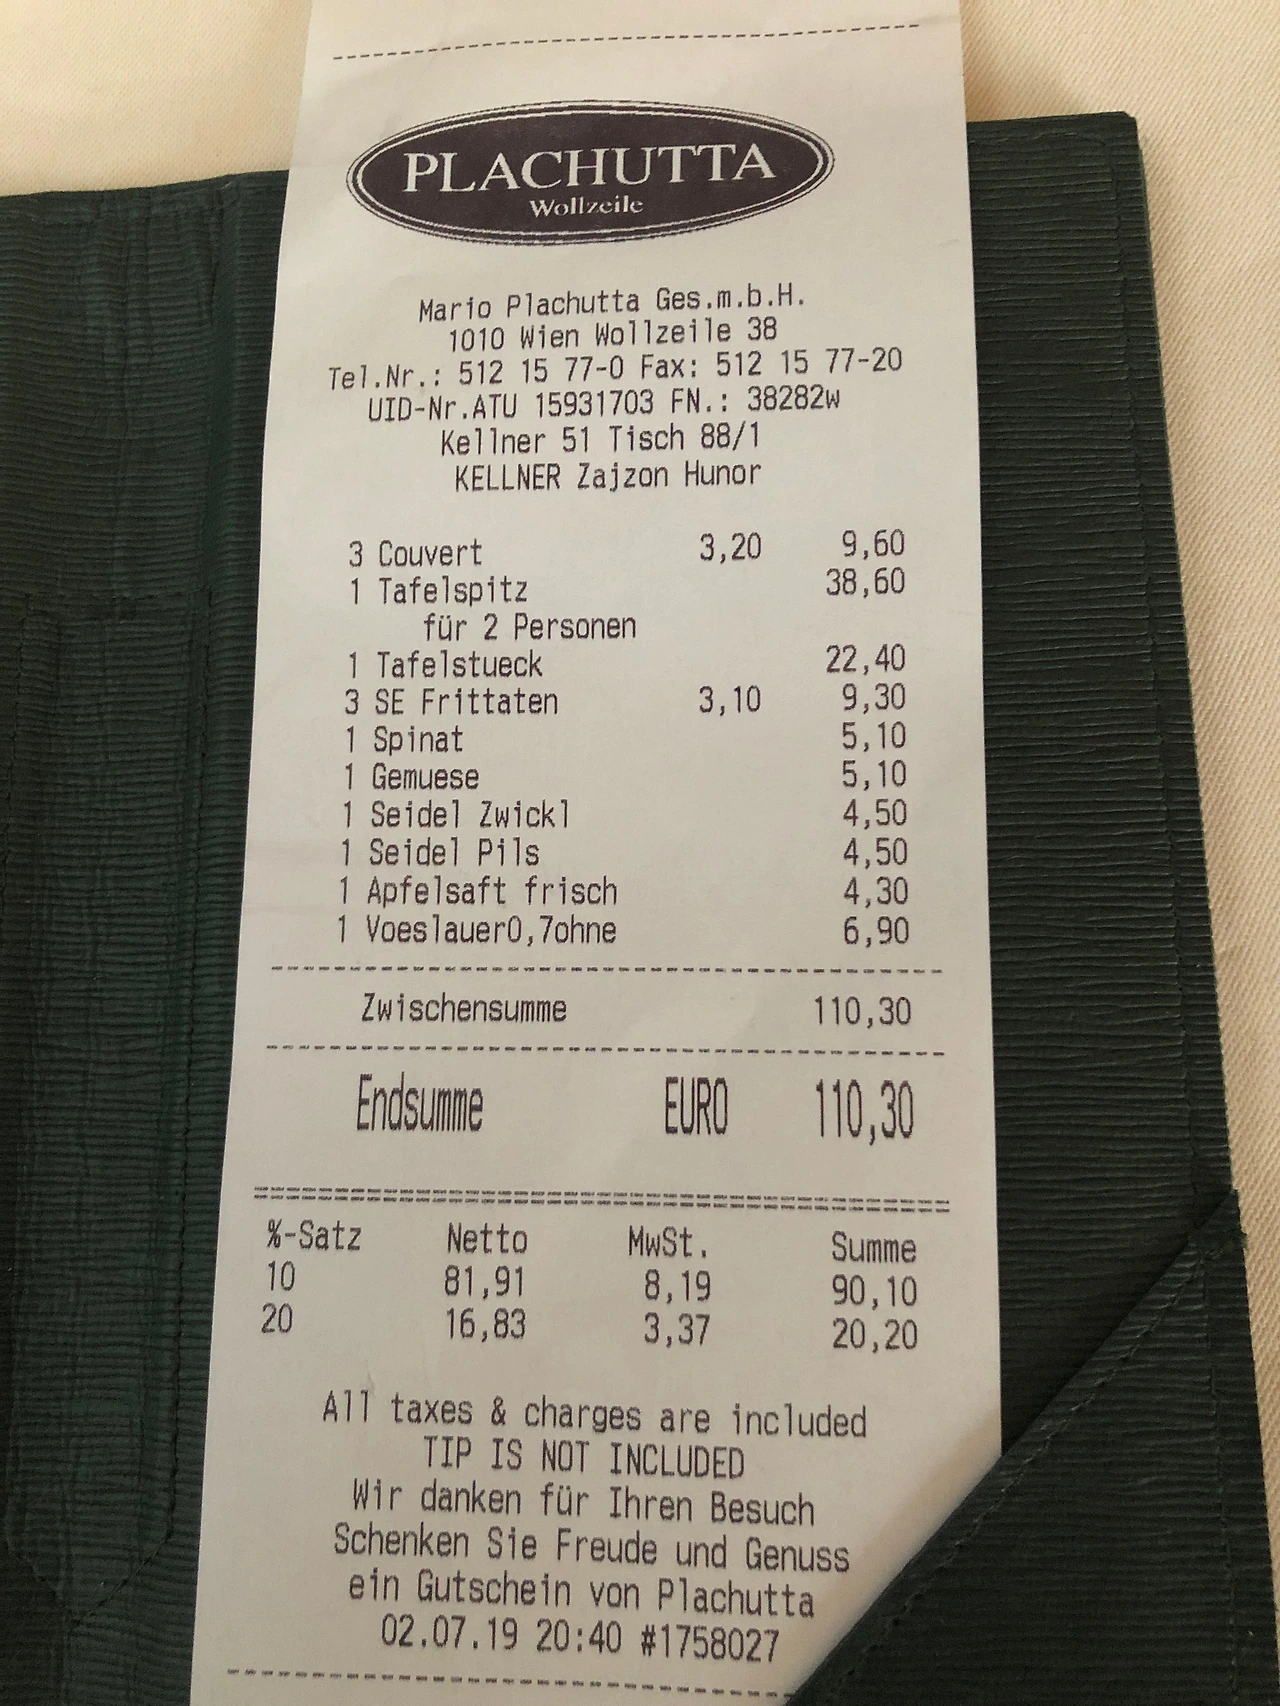 PLACHUTTA
Wollzeile
Mario Plachutta Ges.m.b.H.
1010 Wien Wollzeile 38
Tel.Nr.: 512 15 77-0 Fax: 512 15 77-20
UID-Nr.ATU 15931703 FN.: 38282w
Kellner 51 Tisch 88/1
KELLNER Zajzon Hunor
3 Couvert 3,20 9,60
1 Tafelspitz 38,60
für 2 Personen
1 Tafelstueck 22,40
3 SE Frittaten 3,10 9,30
1 Spinat 5,10
1 Gemuese 5,10
1 Seidel Zwickl 4,50
1 Seidel Pils 4,50
1 Apfelsaft frisch 4,30
1 Voeslauer0,7ohne 6,90
Zwischensumme 110,30
Endsumme EURO 110,30
%-Satz Netto MwSt. Summe
10 81,91 8,19 90,10
20 16,83 3,37 20,20
All taxes & charges are included
TIP IS NOT INCLUDED
Wir danken für Ihren Besuch
Schenken Sie Freude und Genuss
ein Gutschein von Plachutta
02.07.19 20:40 #1758027